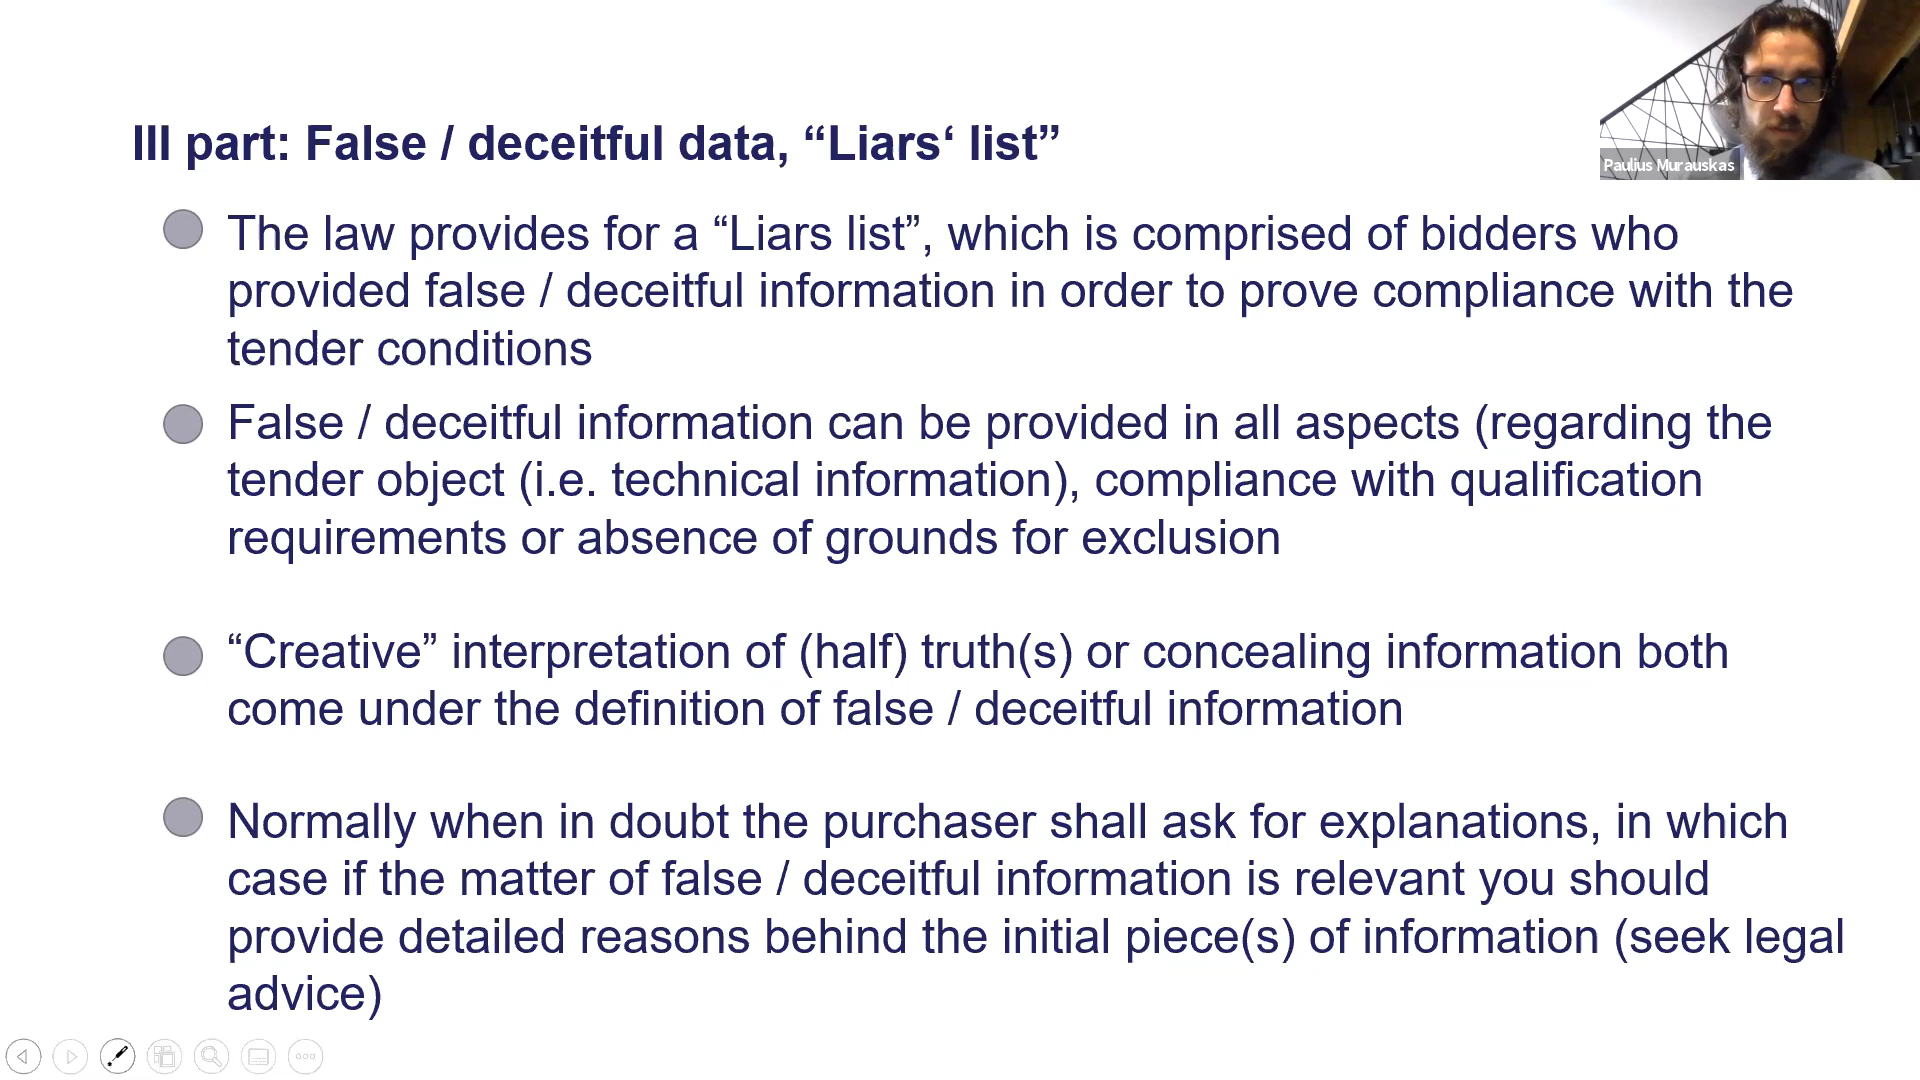 III part: False / deceitful data, “Liars‘ list”
Paulius Murauskas
The law provides for a “Liars list”, which is comprised of bidders who
provided false / deceitful information in order to prove compliance with the
tender conditions
False / deceitful information can be provided in all aspects (regarding the
tender object (i.e. technical information), compliance with qualification
requirements or absence of grounds for exclusion
“Creative” interpretation of (half) truth(s) or concealing information both
come under the definition of false / deceitful information
Normally when in doubt the purchaser shall ask for explanations, in which
case if the matter of false / deceitful information is relevant you should
provide detailed reasons behind the initial piece(s) of information (seek legal
advice)